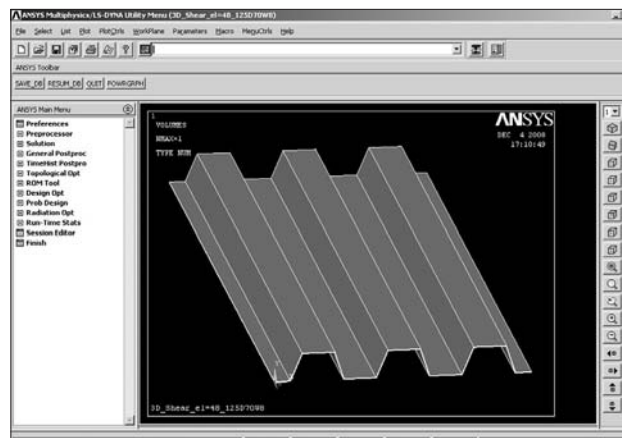 ANSYS Multiphysics/LS-DYNA Utility Menu (3D_Shear_el=48_125D70W8)
File Select List Plot PlotCtrls WorkPlane Parameters Macro MenuCtrls Help
ANSYS Toolbar
SAVE_DB RESUM_DB QUIT POWRGRPH
ANSYS Main Menu
Preferences
Preprocessor
Solution
General Postproc
TimeHist Postpro
Topological Opt
ROM Tool
Design Opt
Prob Design
Radiation Opt
Run-Time Stats
Session Editor
Finish
1
VOLUMES
TYPE NUM
ANSYS
DEC 4 2008
17:10:49
3D_Shear_el=48_125D70W8
1